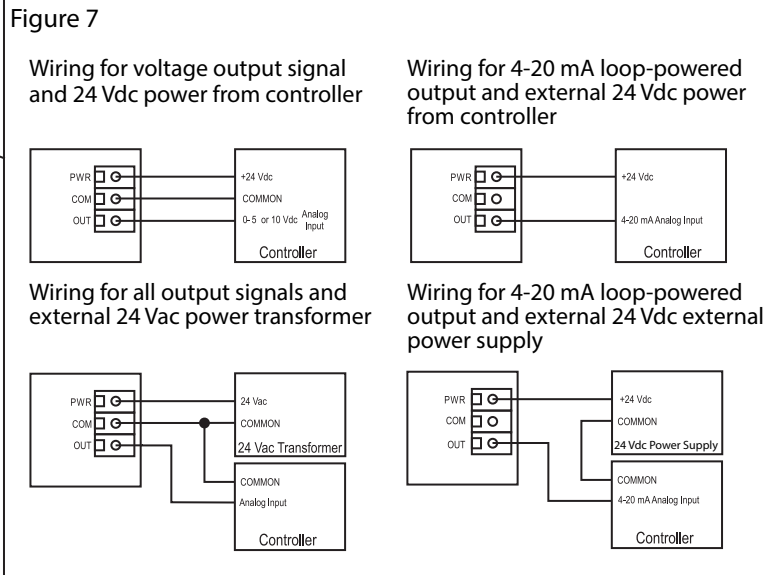 Figure 7
Wiring for voltage output signal
and 24 Vdc power from controller
PWR
COM
OUT
+24 Vdc
COMMON
0-5 or 10 Vdc Analog
Input
Controller
Wiring for 4-20 mA loop-powered
output and external 24 Vdc power
from controller
PWR
COM
OUT
+24 Vdc
4-20 mA Analog Input
Controller
Wiring for all output signals and
external 24 Vac power transformer
PWR
COM
OUT
24 Vac
COMMON
24 Vac Transformer
COMMON
Analog Input
Controller
Wiring for 4-20 mA loop-powered
output and external 24 Vdc external
power supply
PWR
COM
OUT
+24 Vdc
COMMON
24 Vdc Power Supply
COMMON
4-20 mA Analog Input
Controller